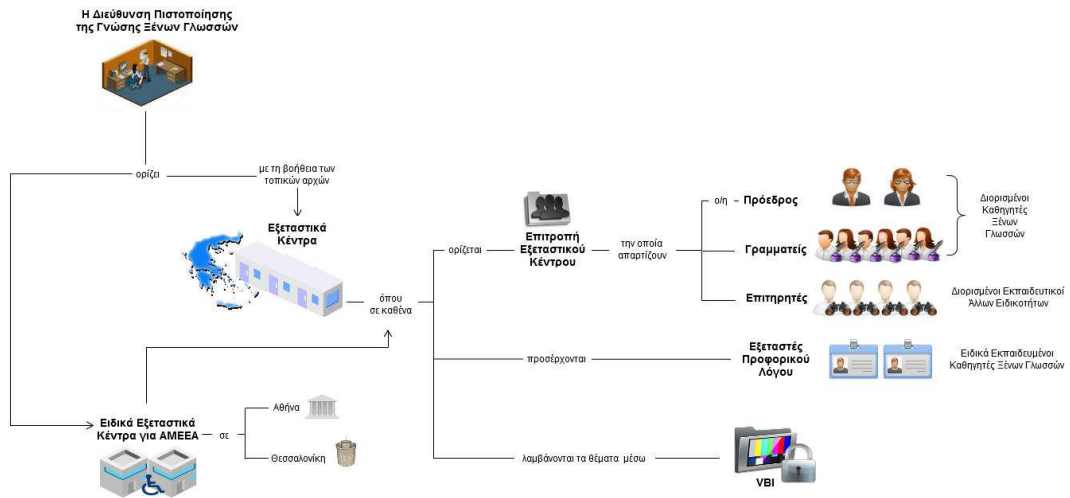 Η Διεύθυνση Πιστοποίησης
της Γνώσης Ξένων Γλωσσών
ορίζει
με τη βοήθεια των
τοπικών αρχών
Εξεταστικά
Κέντρα
όπου
σε καθένα
ορίζεται
Επιτροπή
Εξεταστικού
Κέντρου
την οποία
απαρτίζουν
ο/η
Πρόεδρος
Γραμματείς
Διορισμένοι
Καθηγητές
Ξένων
Γλωσσών
Επιτηρητές
Διορισμένοι Εκπαιδευτικοί
Άλλων Ειδικοτήτων
προσέρχονται
Εξεταστές
Προφορικού
Λόγου
Ειδικά Εκπαιδευμένοι
Καθηγητές Ξένων Γλωσσών
Ειδικά Εξεταστικά
Κέντρα για ΑΜΕΕΑ
σε
Αθήνα
Θεσσαλονίκη
λαμβάνονται τα θέματα μέσω
VBI